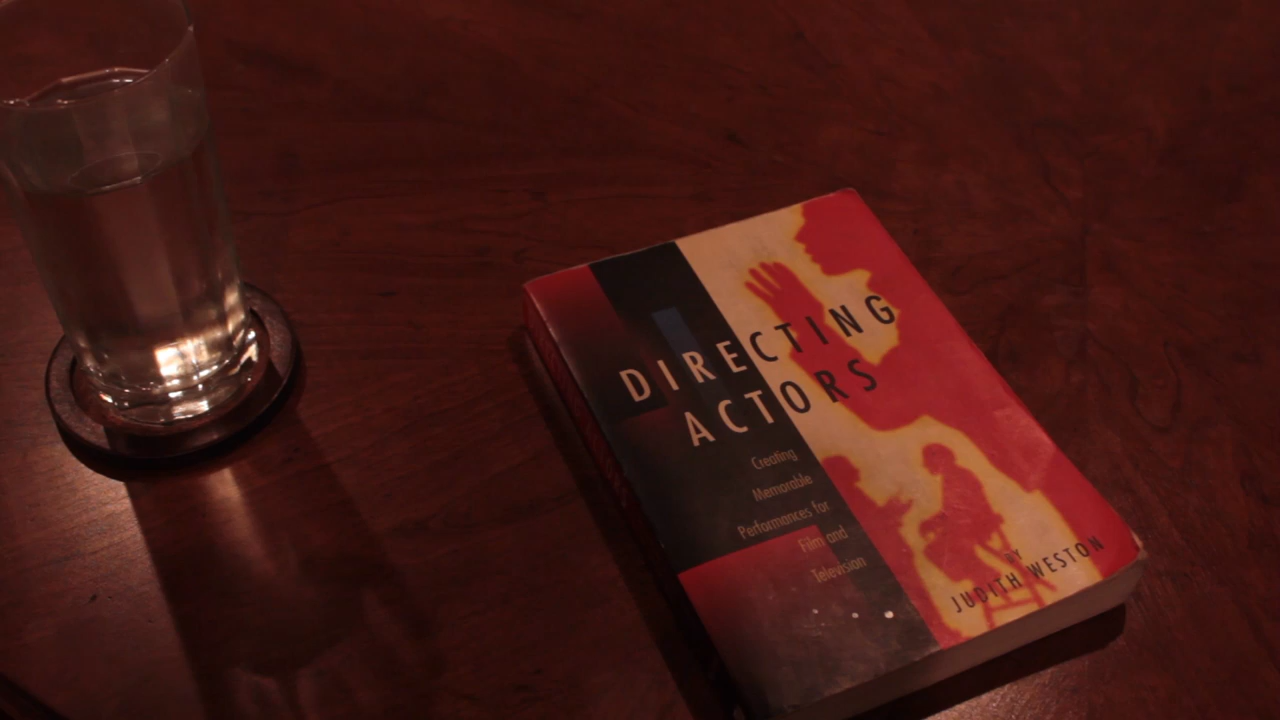 DIRECTING
ACTORS
Creating
Memorable
Performances for
Film and
Television
BY
JUDITH WESTON